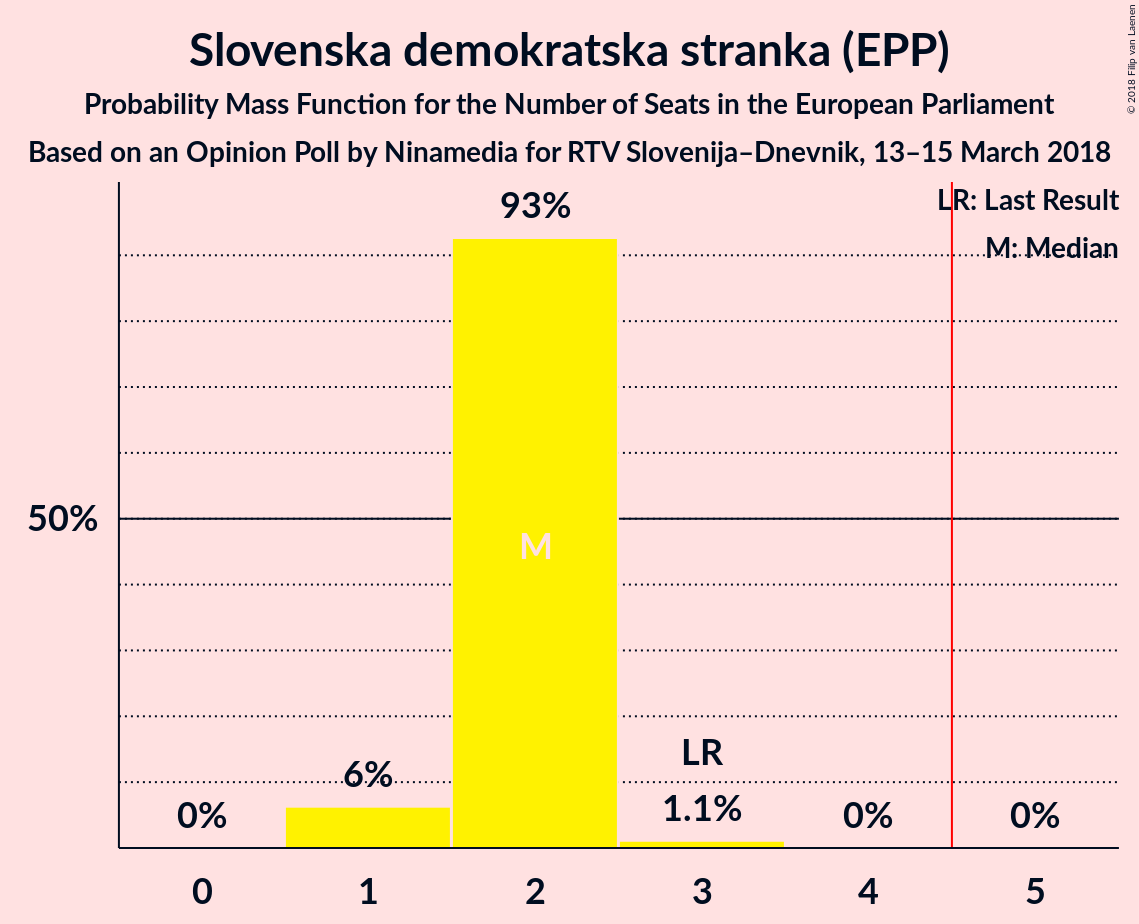 Slovenska demokratska stranka (EPP)
Probability Mass Function for the Number of Seats in the European Parliament
Based on an Opinion Poll by Ninamedia for RTV Slovenija–Dnevnik, 13–15 March 2018
© 2018 Filip van Laenen
LR: Last Result
M: Median
93%
50%
M
LR
6%
1.1%
0%
0%
0%
0 1 2 3 4 5